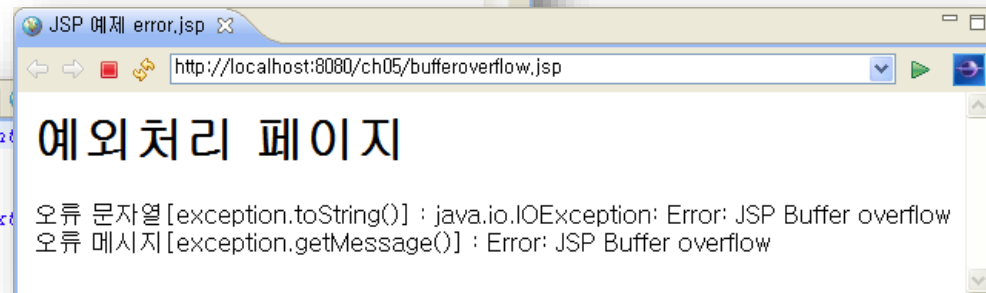 JSP 예제 error.jsp
http://localhost:8080/ch05/bufferoverflow.jsp
예외처리 페이지
오류 문자열[exception.toString()] : java.io.IOException: Error: JSP Buffer overflow
오류 메시지[exception.getMessage()] : Error: JSP Buffer overflow